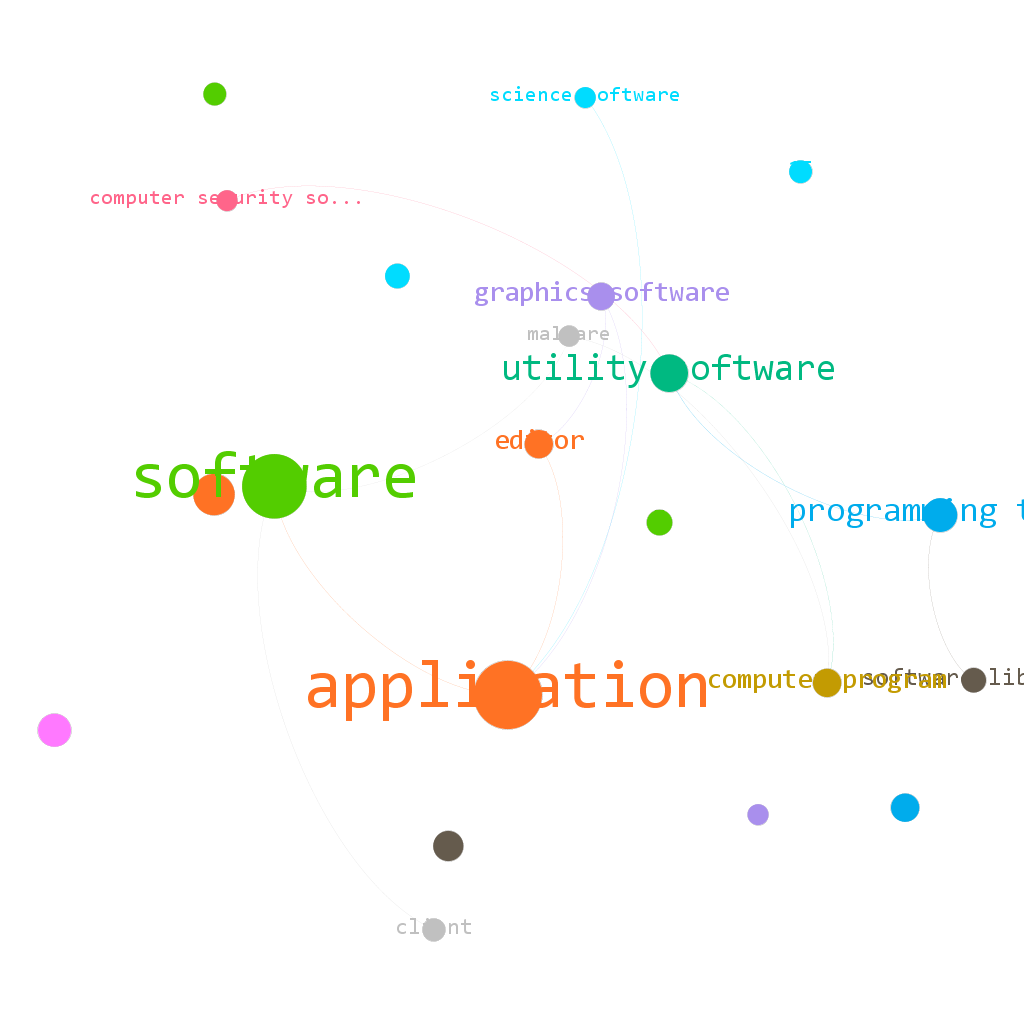 science software
computer security so...
graphics software
malware
utility software
editor
software
programming t
application
computer program
software lib
client